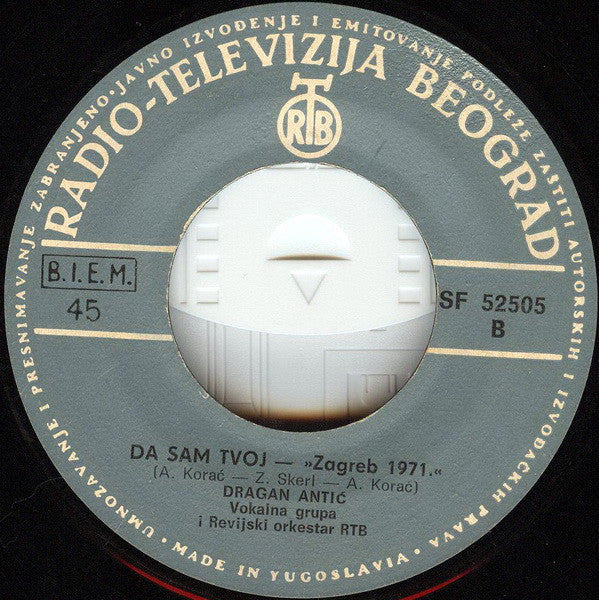 UMNOŽAVANJE I PRESNIMAVANJE ZABRANJENO • JAVNO IZVOĐENJE I EMITOVANJE PODLEŽE ZAŠTITI AUTORSKIH I IZVOĐAČKIH PRAVA •
RADIO-TELEVIZIJA BEOGRAD
RTB
B.I.E.M.
45
SF 52505
B
DA SAM TVOJ — »Zagreb 1971.«
(A. Korać — Z. Skerl — A. Korać)
DRAGAN ANTIĆ
Vokalna grupa
i Revijski orkestar RTB
MADE IN YUGOSLAVIA •